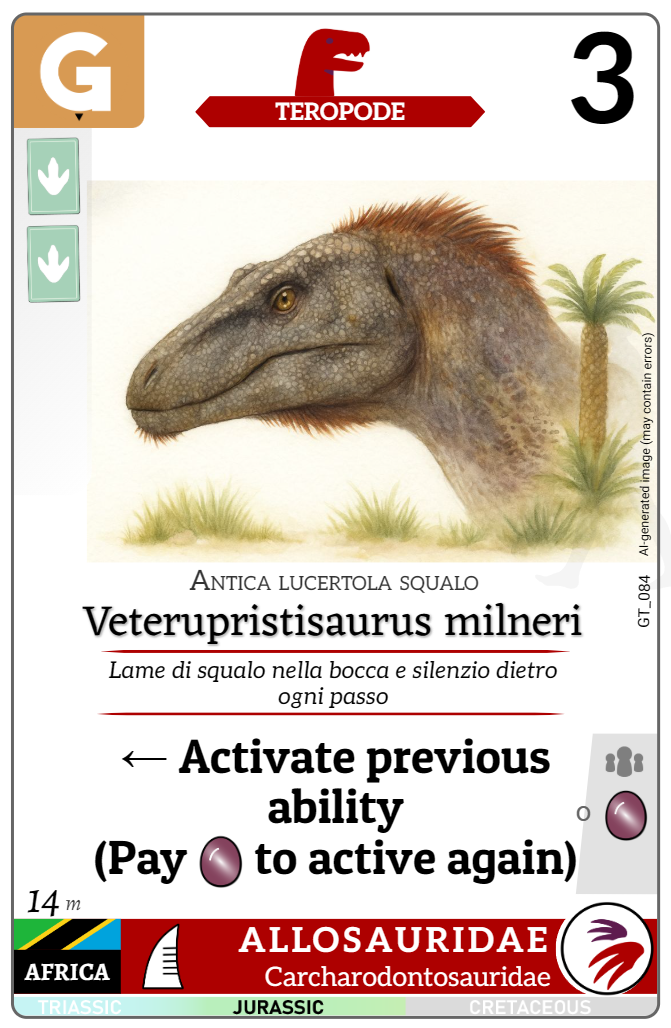 G
TEROPODE
3
AI-generated image (may contain errors)
GT_084
Antica lucertola squalo
Veterupristisaurus milneri
Lame di squalo nella bocca e silenzio dietro
ogni passo
← Activate previous
ability
(Pay to active again)
o
14 m
AFRICA
ALLOSAURIDAE
Carcharodontosauridae
TRIASSIC
JURASSIC
CRETACEOUS